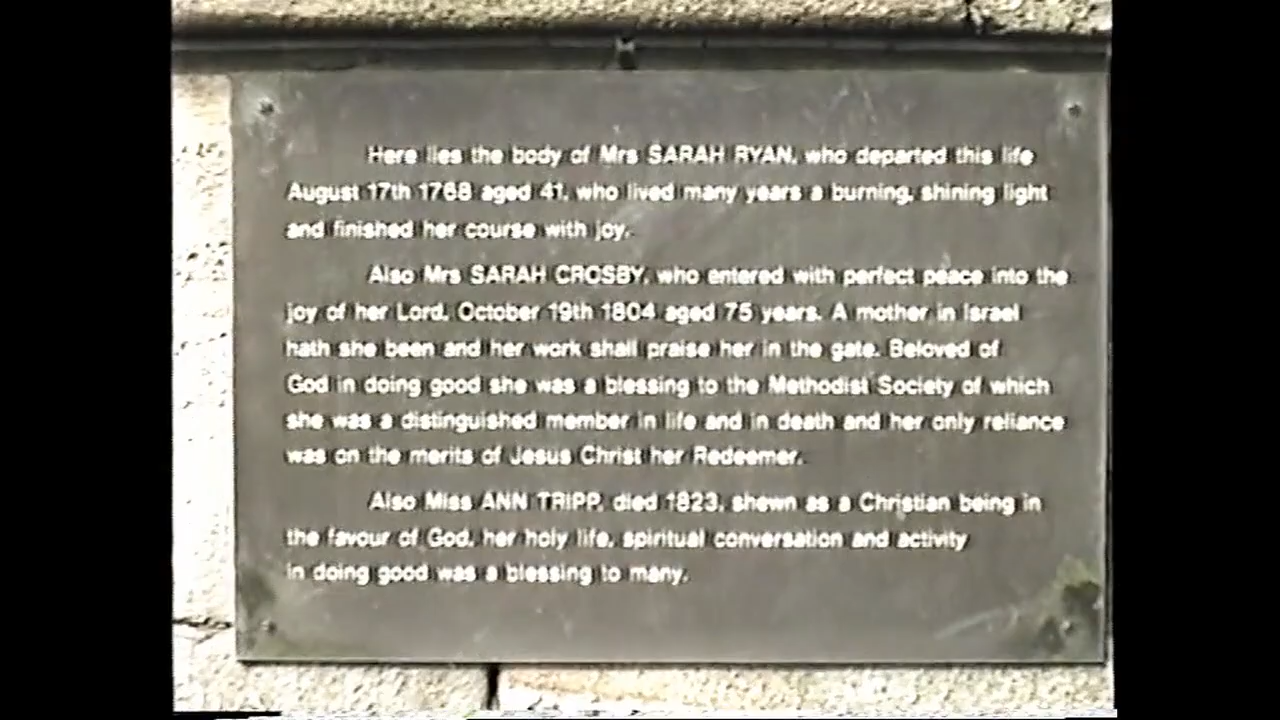 Here lies the body of Mrs SARAH RYAN, who departed this life
August 17th 1768 aged 41, who lived many years a burning, shining light
and finished her course with joy.
Also Mrs SARAH CROSBY, who entered with perfect peace into the
joy of her Lord, October 19th 1804 aged 75 years. A mother in Israel
hath she been and her work shall praise her in the gate. Beloved of
God in doing good she was a blessing to the Methodist Society of which
she was a distinguished member in life and in death and her only reliance
was on the merits of Jesus Christ her Redeemer.
Also Miss ANN TRIPP, died 1823, shewn as a Christian being in
the favour of God, her holy life, spiritual conversation and activity
in doing good was a blessing to many.